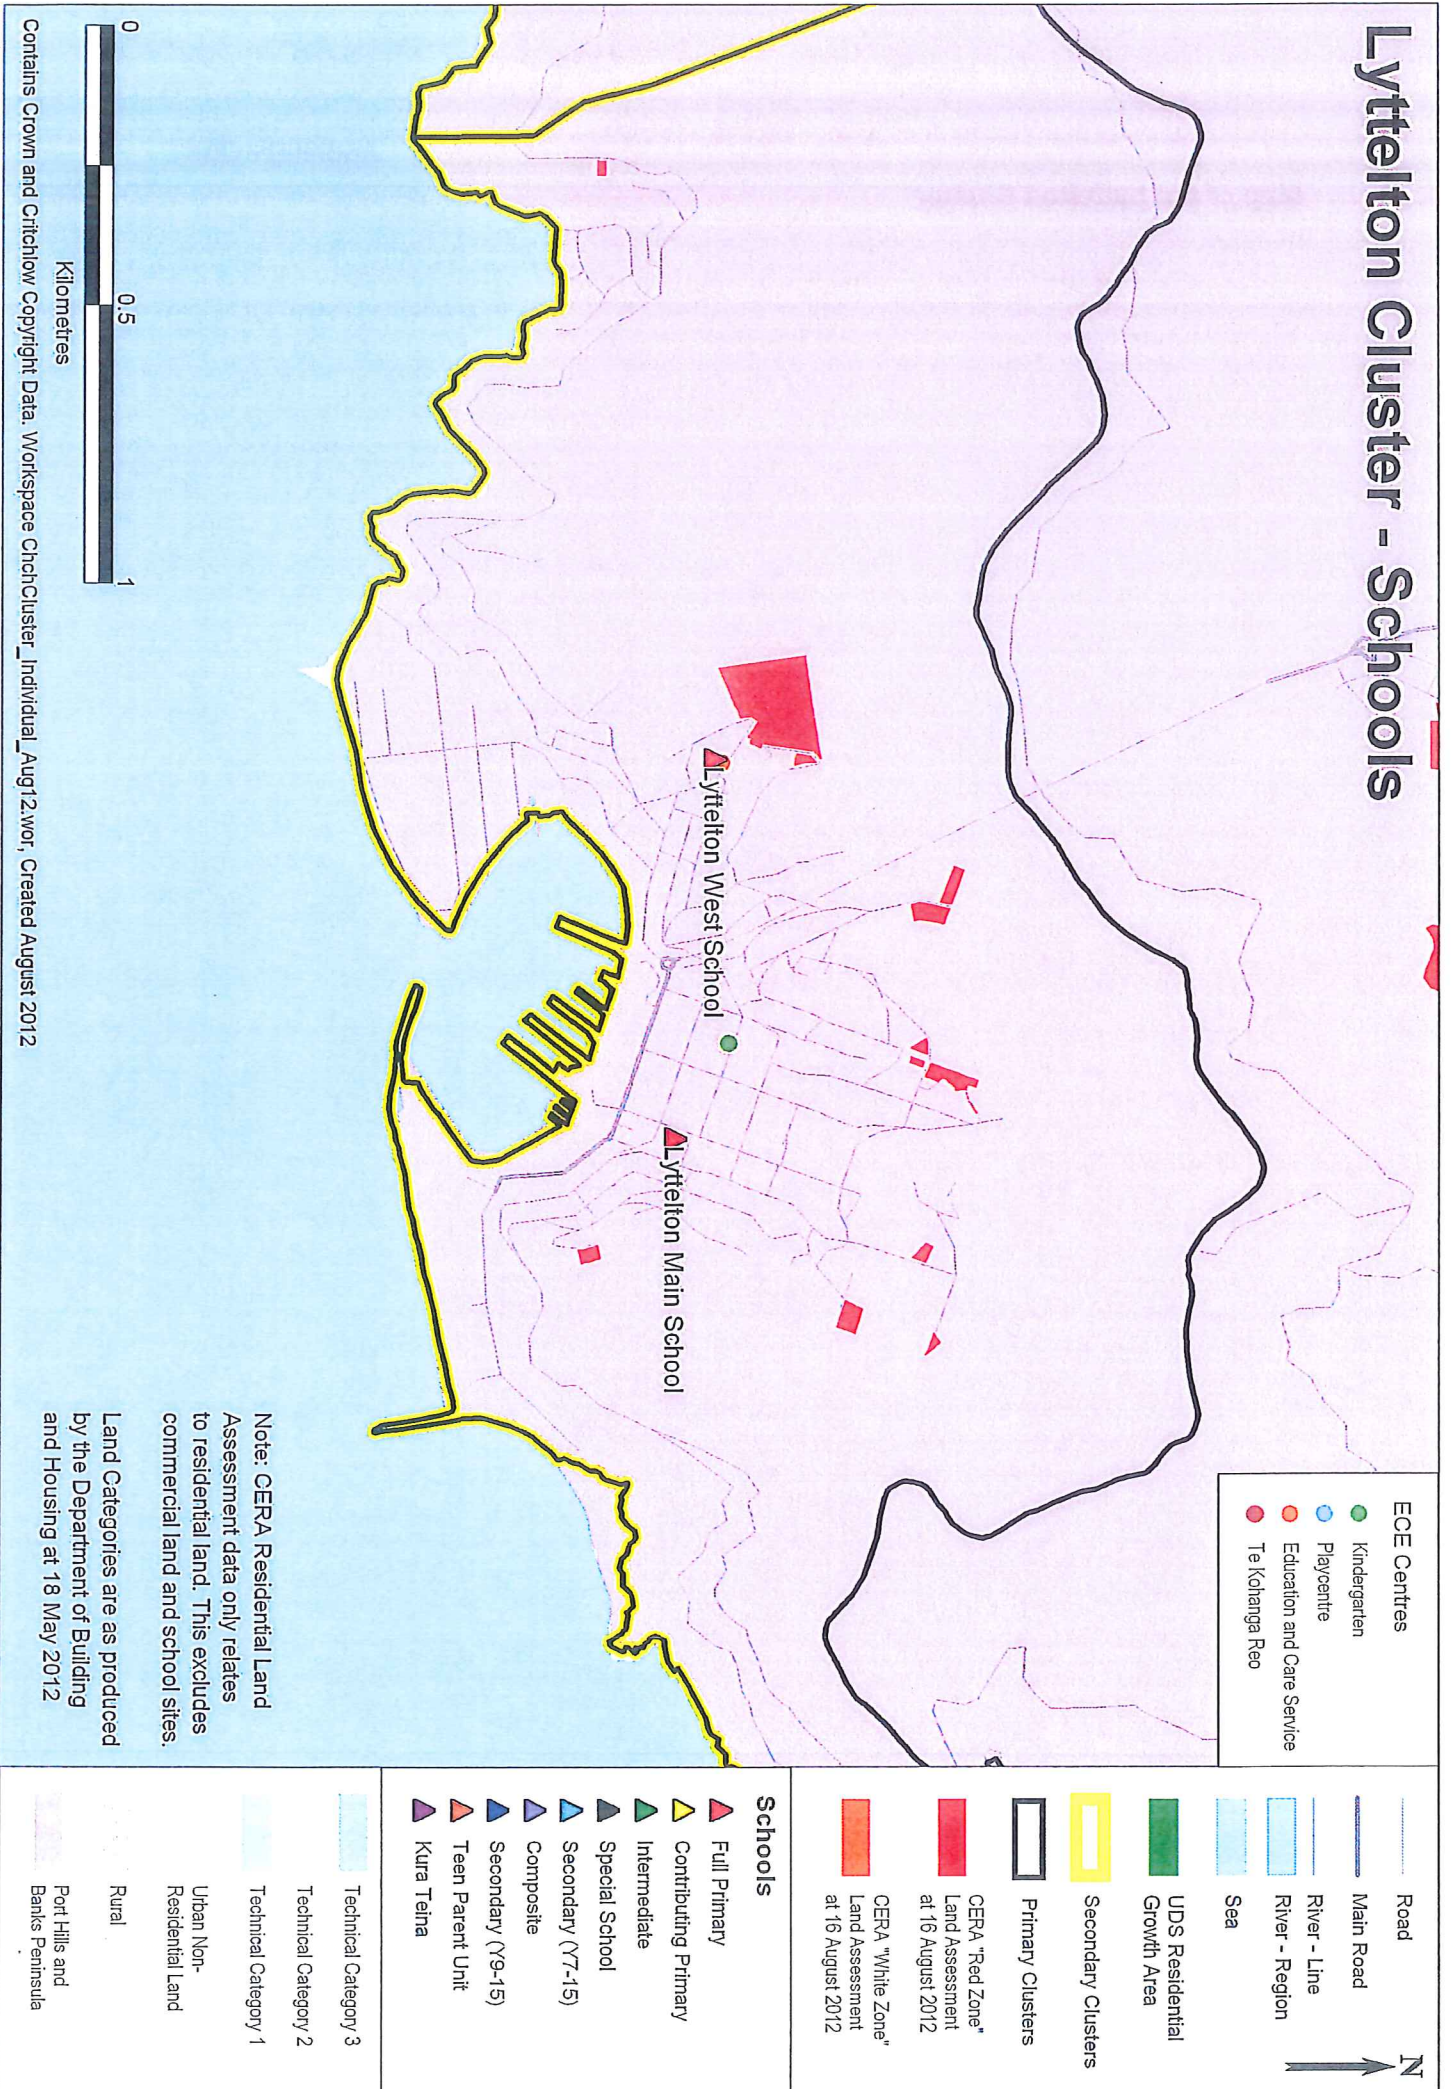 Lyttelton Cluster - Schools
Lyttelton West School
Lyttelton Main School
ECE Centres
Kindergarten
Playcentre
Education and Care Service
Te Kohanga Reo
N
Road
Main Road
River - Line
River - Region
Sea
UDS Residential
Growth Area
Secondary Clusters
Primary Clusters
CERA "Red Zone"
Land Assessment
at 16 August 2012
CERA "White Zone"
Land Assessment
at 16 August 2012
Schools
Full Primary
Contributing Primary
Intermediate
Special School
Secondary (Y7-15)
Composite
Secondary (Y9-15)
Teen Parent Unit
Kura Teina
Technical Category 3
Technical Category 2
Technical Category 1
Urban Non-
Residential Land
Rural
Port Hills and
Banks Peninsula
Note: CERA Residential Land
Assessment data only relates
to residential land. This excludes
commercial land and school sites.
Land Categories are as produced
by the Department of Building
and Housing at 18 May 2012
0 0.5 1
Kilometres
Contains Crown and Critchlow Copyright Data. Workspace ChchCluster_Individual_Aug12.wor, Created August 2012